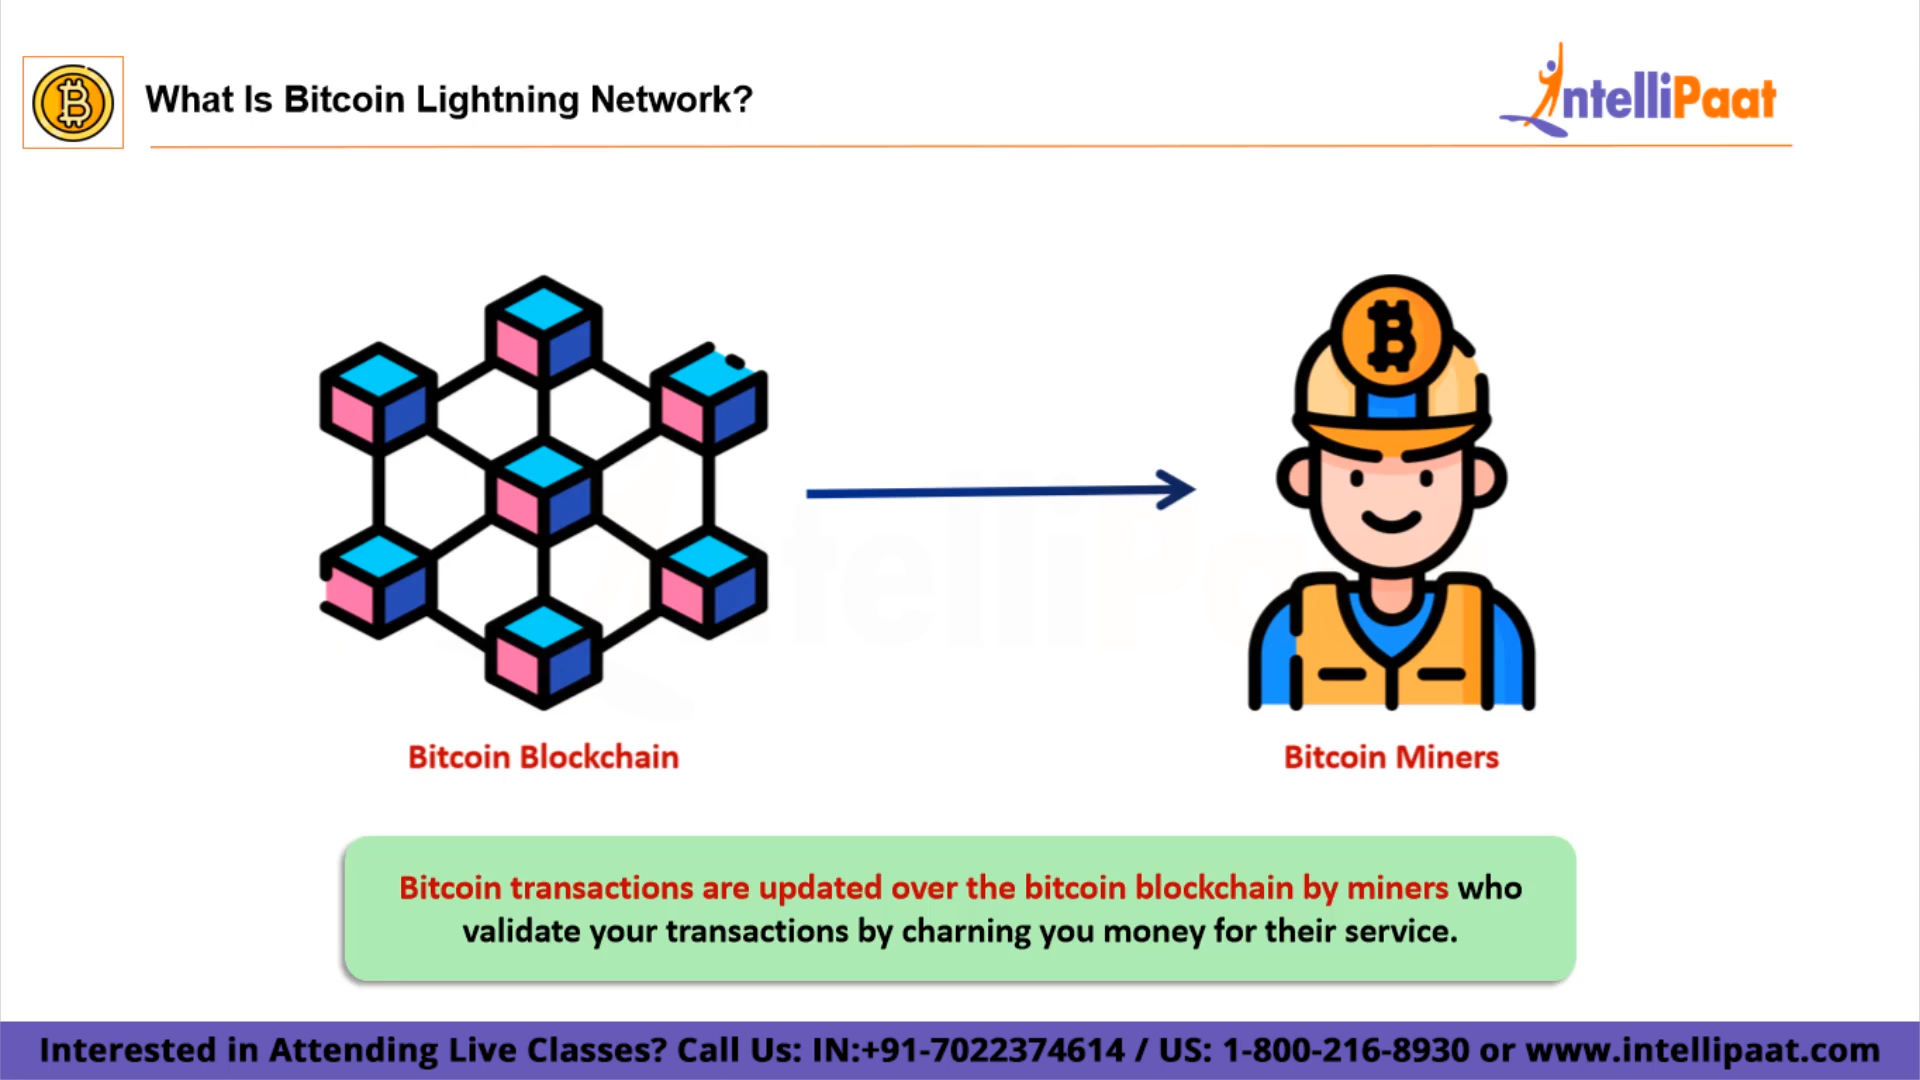 What Is Bitcoin Lightning Network?
IntelliPaat
Bitcoin Blockchain
Bitcoin Miners
Bitcoin transactions are updated over the bitcoin blockchain by miners who
validate your transactions by charning you money for their service.
Interested in Attending Live Classes? Call Us: IN:+91-7022374614 / US: 1-800-216-8930 or www.intellipaat.com